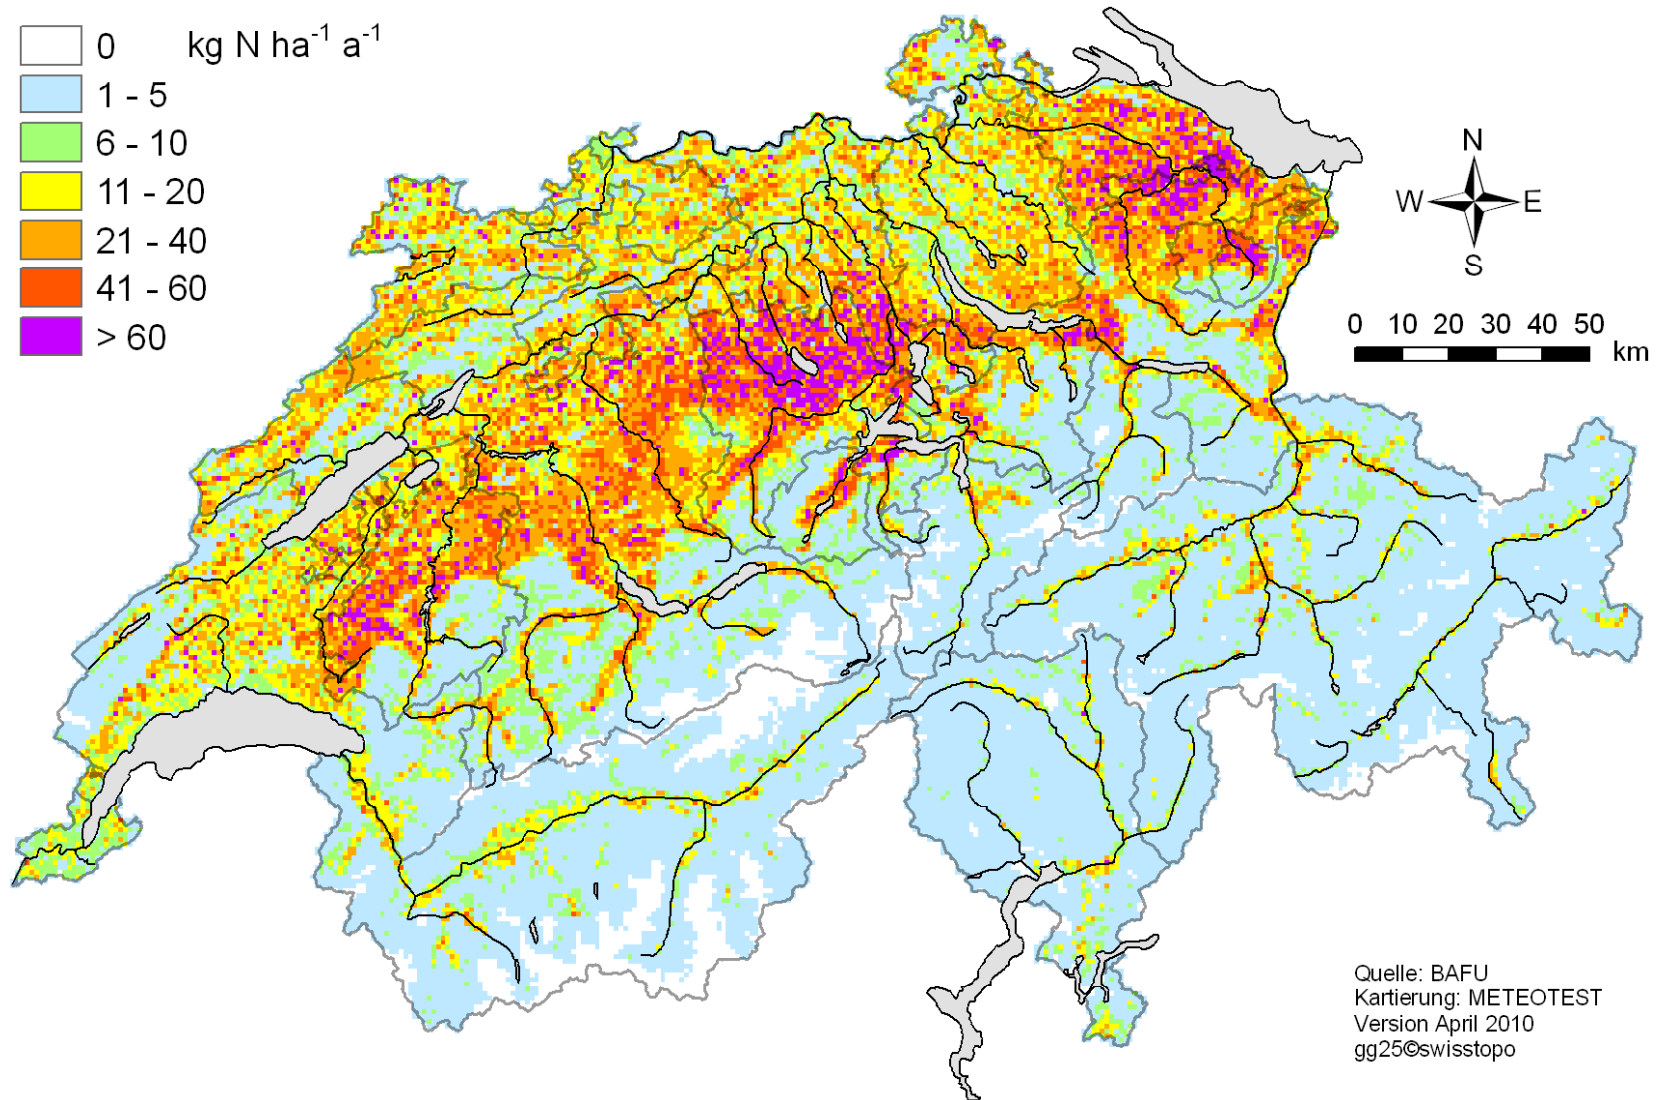 0 kg N ha⁻¹ a⁻¹
1 - 5
6 - 10
11 - 20
21 - 40
41 - 60
> 60
N
W E
S
0 10 20 30 40 50
km
Quelle: BAFU
Kartierung: METEOTEST
Version April 2010
gg25©swisstopo